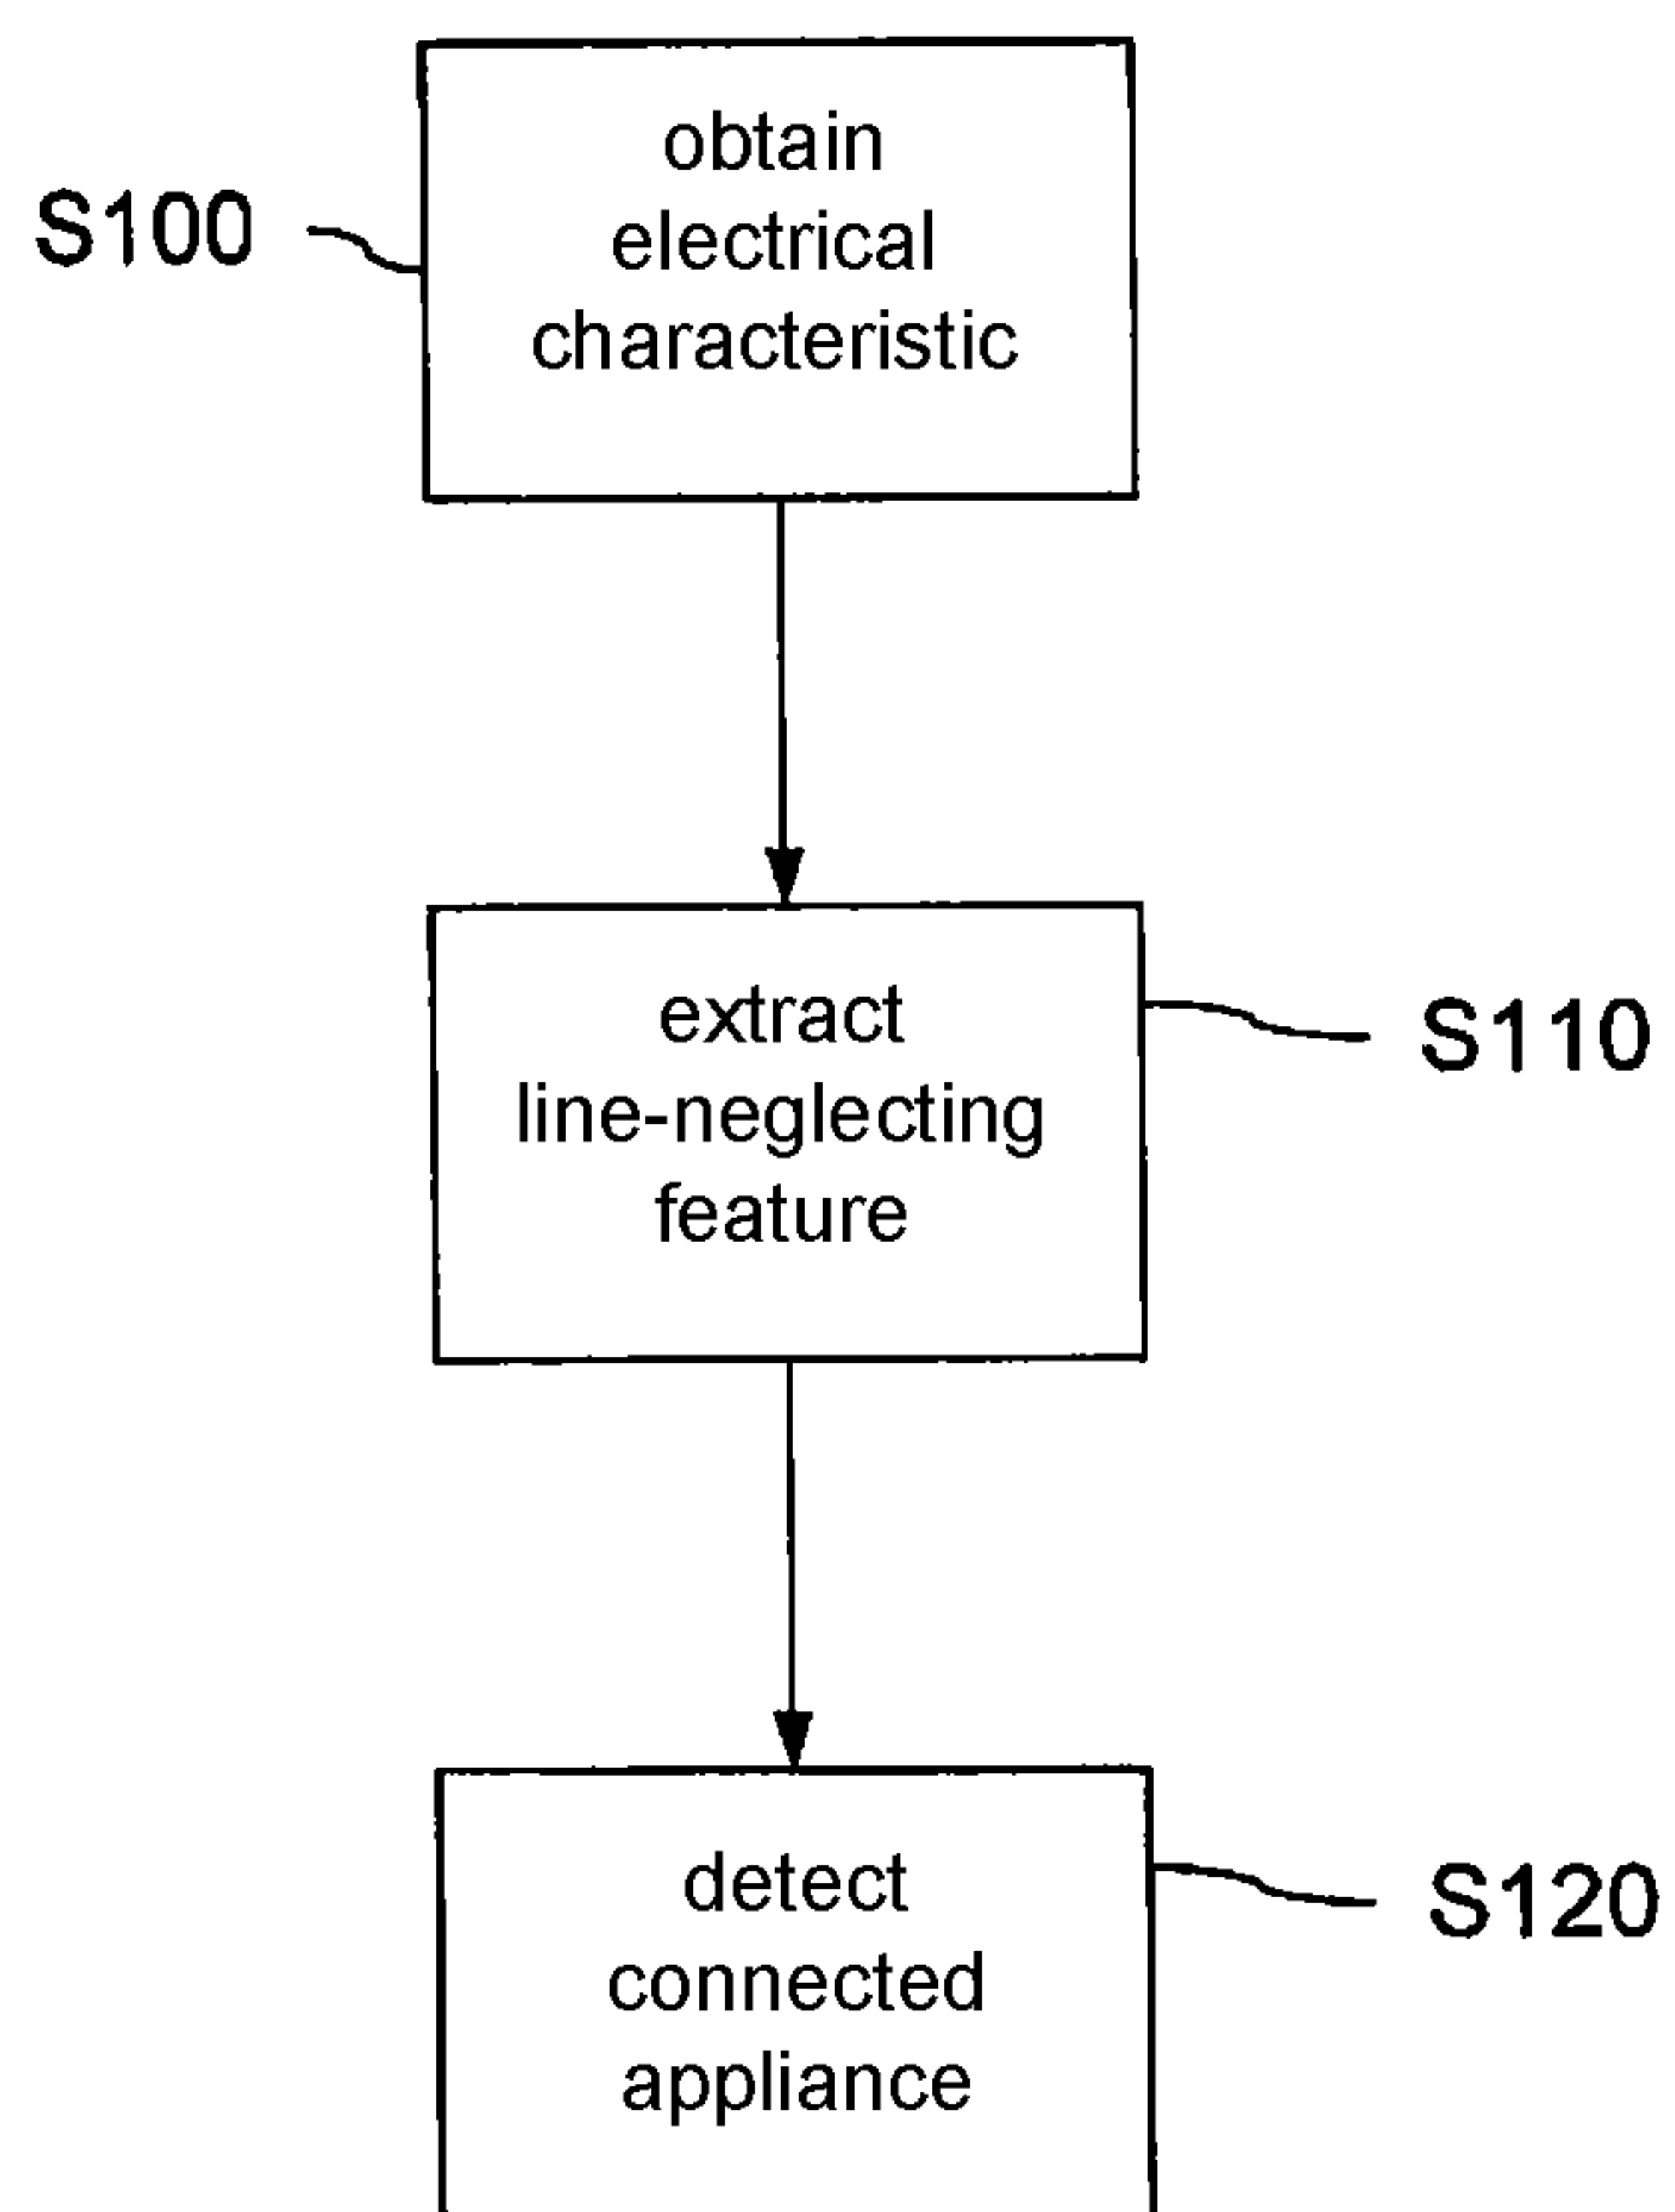 obtain
electrical
characteristic
S100
extract
line-neglecting
feature
S110
detect
connected
appliance
S120